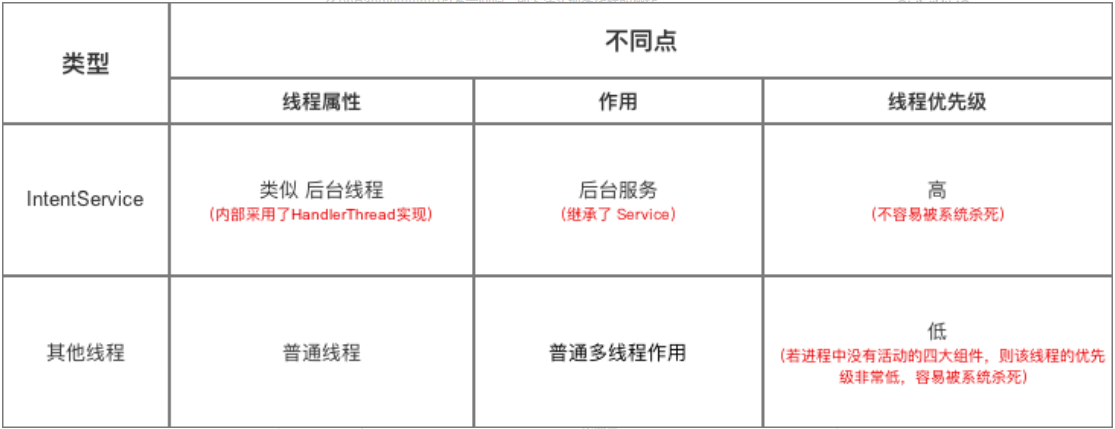 类型
不同点
线程属性
作用
线程优先级
IntentService
类似 后台线程
（内部采用了HandlerThread实现）
后台服务
（继承了 Service）
高
（不容易被系统杀死）
其他线程
普通线程
普通多线程作用
低
（若进程中没有活动的四大组件，则该线程的优先
级非常低，容易被系统杀死）